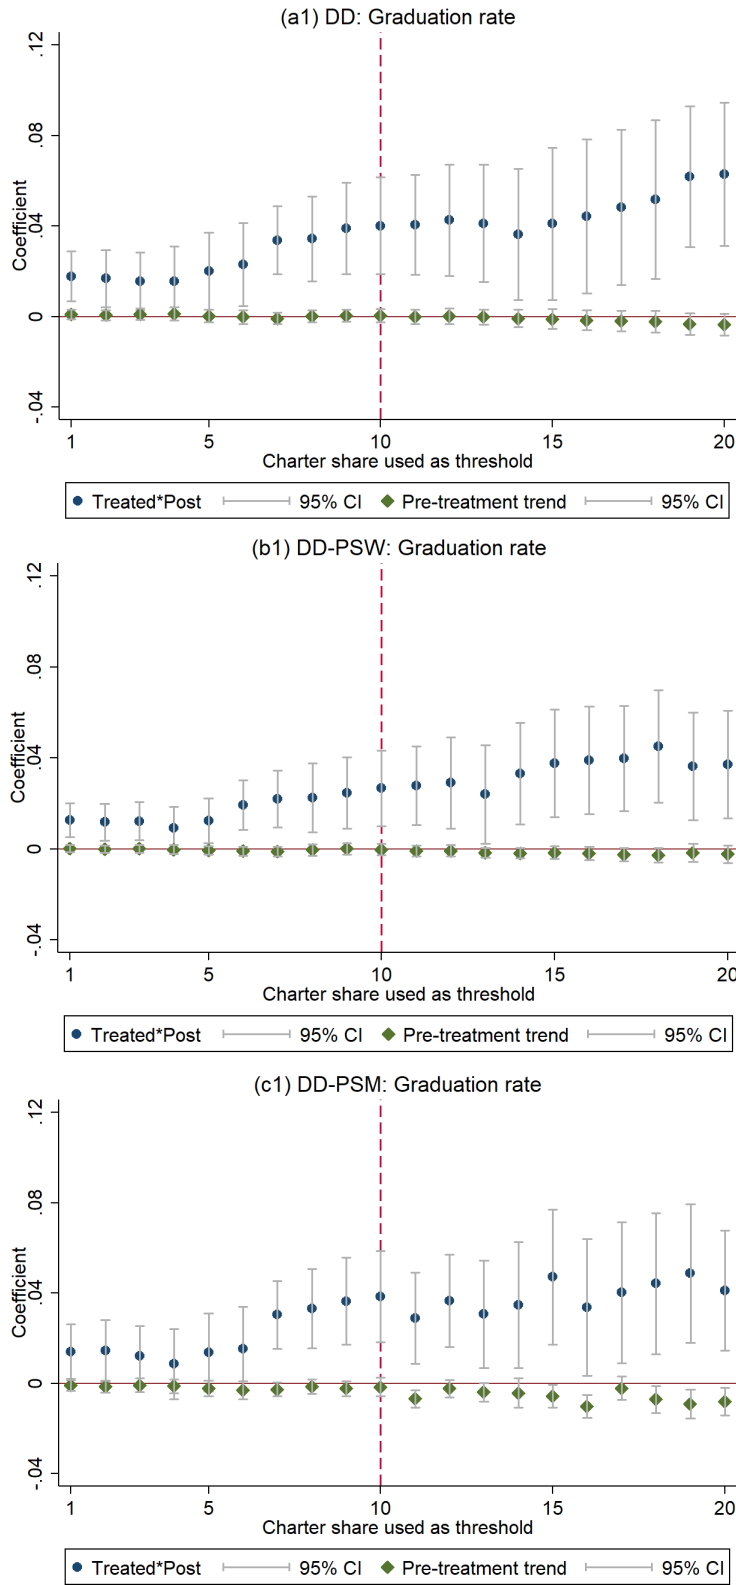 (a1) DD: Graduation rate
.12
.08
.04
0
-.04
Coefficient
1 5 10 15 20
Charter share used as threshold
Treated*Post 95% CI Pre-treatment trend 95% CI
(b1) DD-PSW: Graduation rate
.12
.08
.04
0
-.04
Coefficient
1 5 10 15 20
Charter share used as threshold
Treated*Post 95% CI Pre-treatment trend 95% CI
(c1) DD-PSM: Graduation rate
.12
.08
.04
0
-.04
Coefficient
1 5 10 15 20
Charter share used as threshold
Treated*Post 95% CI Pre-treatment trend 95% CI